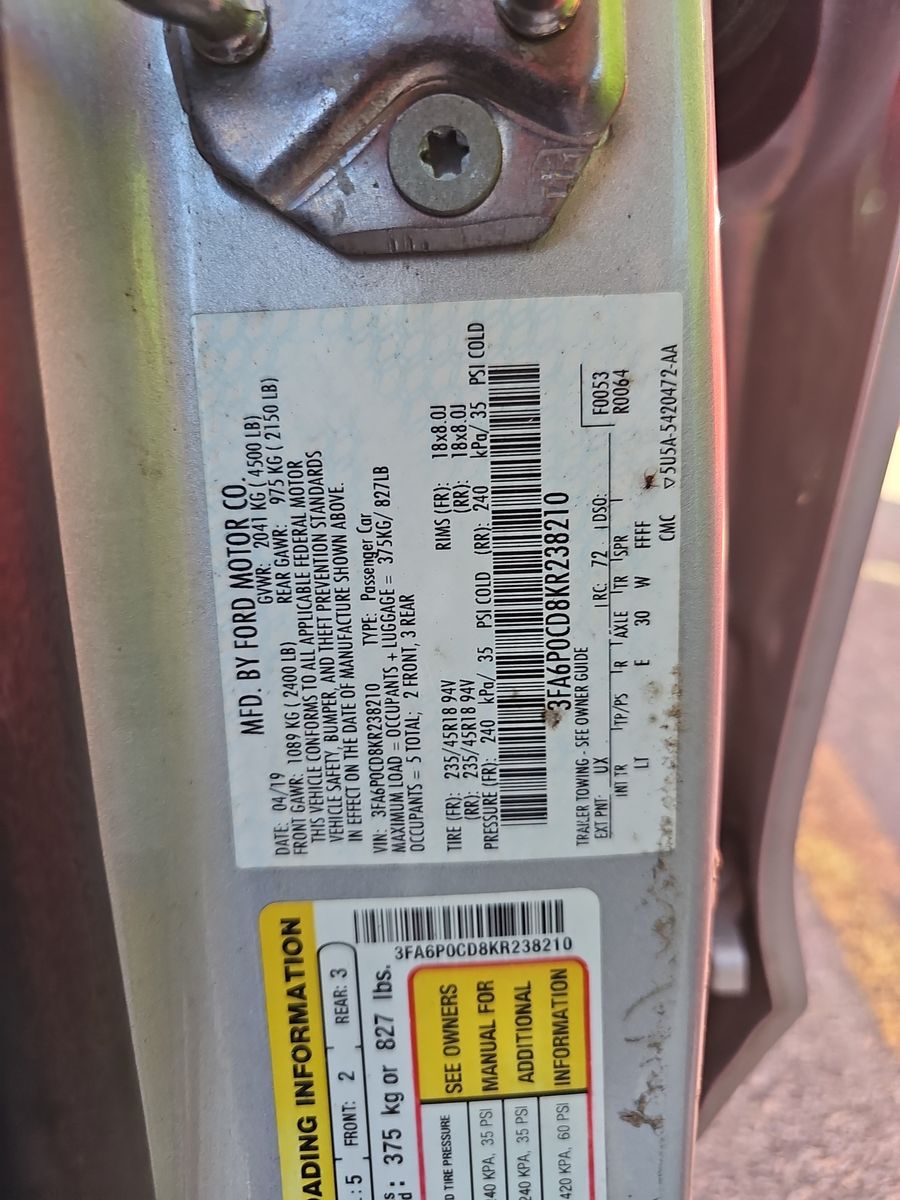 MFD. BY FORD MOTOR CO.
DATE: 04/19 GVWR: 2041 KG ( 4500 LB)
FRONT GAWR: 1089 KG ( 2400 LB) REAR GAWR: 975 KG ( 2150 LB)
THIS VEHICLE CONFORMS TO ALL APPLICABLE FEDERAL MOTOR
VEHICLE SAFETY, BUMPER, AND THEFT PREVENTION STANDARDS
IN EFFECT ON THE DATE OF MANUFACTURE SHOWN ABOVE.
VIN: 3FA6P0CD8KR238210 TYPE: Passenger Car
MAXIMUM LOAD = OCCUPANTS + LUGGAGE = 375KG/ 827LB
OCCUPANTS = 5 TOTAL; 2 FRONT, 3 REAR
TIRE (FR): 235/45R18 94V RIMS (FR): 18x8.0J
(RR): 235/45R18 94V (RR): 18x8.0J
PRESSURE (FR): 240 kPa/ 35 PSI COLD (RR): 240 kPa/ 35 PSI COLD
3FA6P0CD8KR238210
TRAILER TOWING - SEE OWNER GUIDE
F0053
R0064
EXT PNT: UX RC: 72 DSO:
INT TR TP/PS R AXLE TR SPR
LT E 30 W FFFF
CMC ▽5U5A-5420472-AA
ADING INFORMATION
: 5 FRONT: 2 REAR: 3
375 kg or 827 lbs.
3FA6P0CD8KR238210
D TIRE PRESSURE
40 KPA, 35 PSI
240 KPA, 35 PSI
420 KPA, 60 PSI
SEE OWNERS
MANUAL FOR
ADDITIONAL
INFORMATION